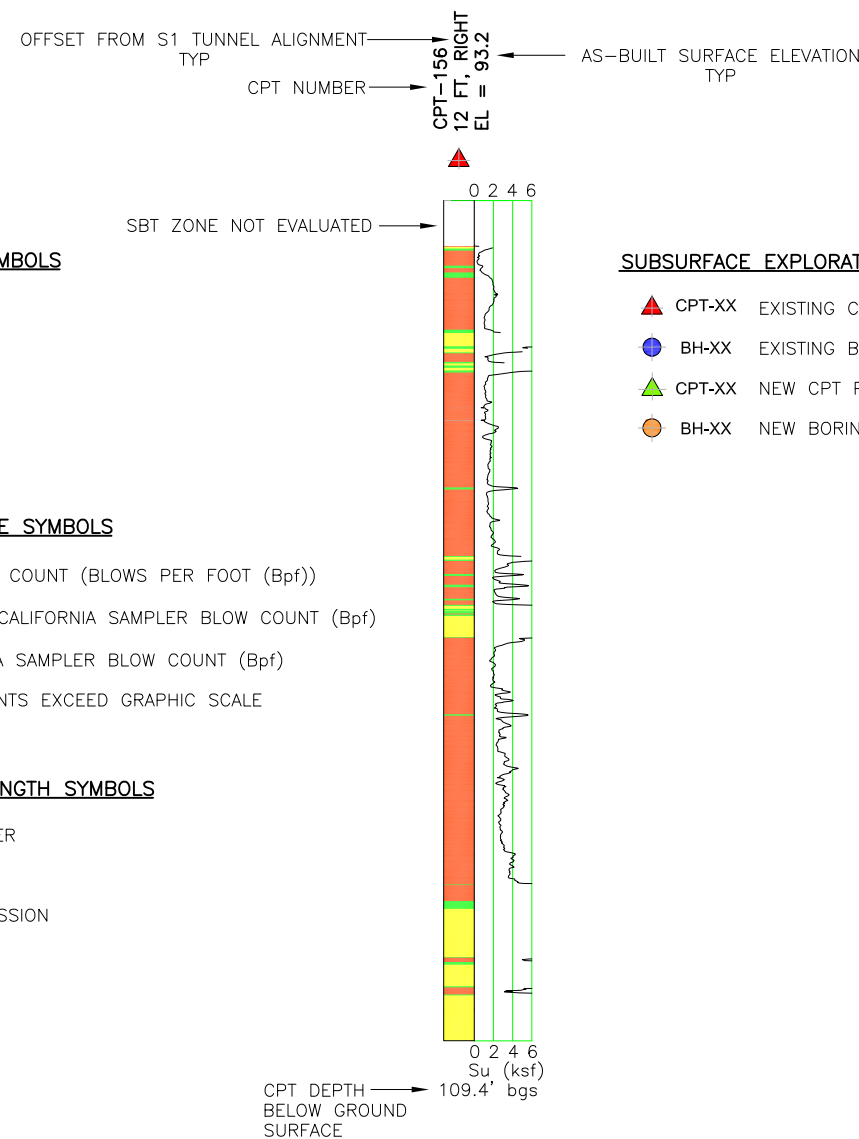 OFFSET FROM S1 TUNNEL ALIGNMENT
TYP
CPT NUMBER
CPT-156
12 FT, RIGHT
EL = 93.2
AS-BUILT SURFACE ELEVATION
TYP
0 2 4 6
SBT ZONE NOT EVALUATED
MBOLS
SUBSURFACE EXPLORAT
CPT-XX EXISTING C
BH-XX EXISTING B
CPT-XX NEW CPT F
BH-XX NEW BORIN
E SYMBOLS
COUNT (BLOWS PER FOOT (Bpf))
CALIFORNIA SAMPLER BLOW COUNT (Bpf)
A SAMPLER BLOW COUNT (Bpf)
NTS EXCEED GRAPHIC SCALE
NGTH SYMBOLS
ER
SSION
0 2 4 6
Su (ksf)
109.4' bgs
CPT DEPTH
BELOW GROUND
SURFACE